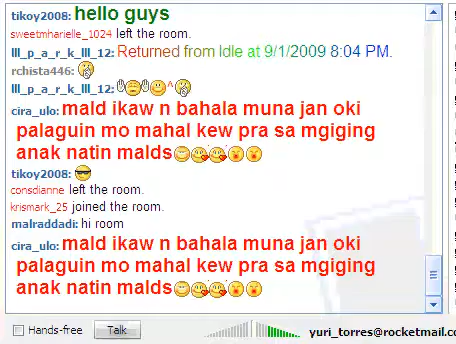 tikoy2008: hello guys
sweetmharielle_1024 left the room.
lll_p_a_r_k_lll_12: Returned from Idle at 9/1/2009 8:04 PM.
rchista446:
lll_p_a_r_k_lll_12: ^
cira_ulo: mald ikaw n bahala muna jan oki
palaguin mo mahal kew pra sa mgiging
anak natin malds
tikoy2008:
consdianne left the room.
krismark_25 joined the room.
malraddadi: hi room
cira_ulo: mald ikaw n bahala muna jan oki
palaguin mo mahal kew pra sa mgiging
anak natin malds
Hands-free Talk yuri_torres@rocketmail.c